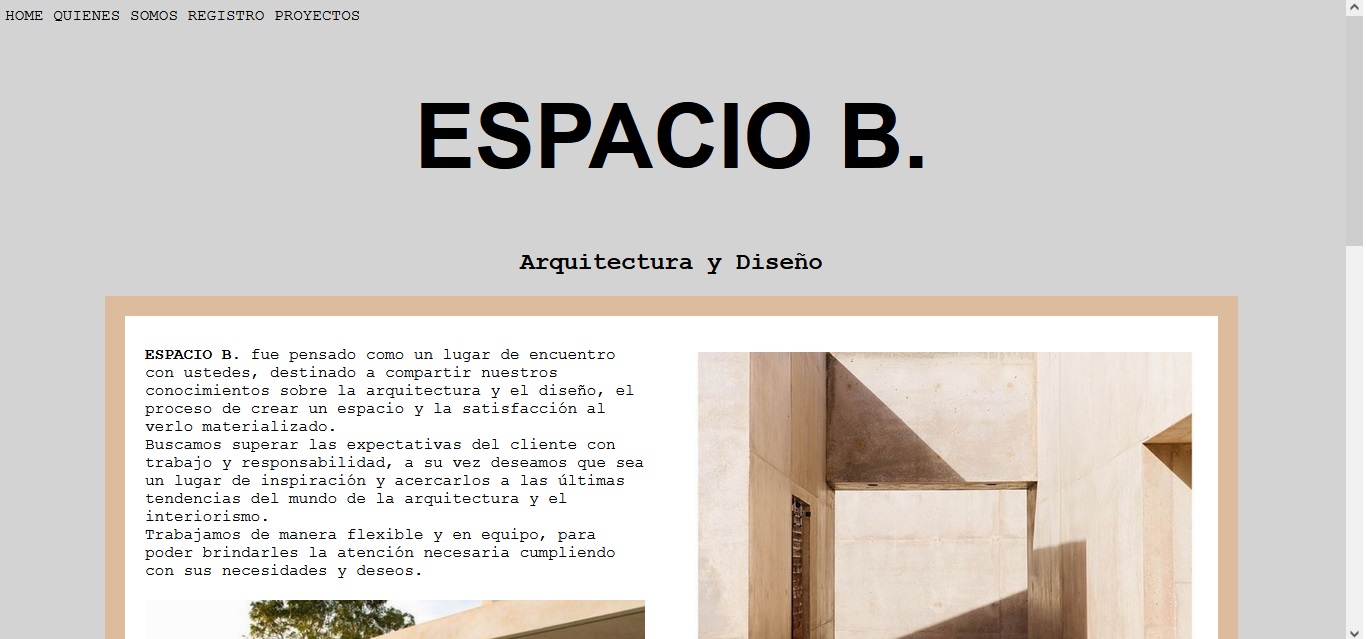 HOME QUIENES SOMOS REGISTRO PROYECTOS
ESPACIO B.
Arquitectura y Diseño
ESPACIO B. fue pensado como un lugar de encuentro
con ustedes, destinado a compartir nuestros
conocimientos sobre la arquitectura y el diseño, el
proceso de crear un espacio y la satisfacción al
verlo materializado.
Buscamos superar las expectativas del cliente con
trabajo y responsabilidad, a su vez deseamos que sea
un lugar de inspiración y acercarlos a las últimas
tendencias del mundo de la arquitectura y el
interiorismo.
Trabajamos de manera flexible y en equipo, para
poder brindarles la atención necesaria cumpliendo
con sus necesidades y deseos.